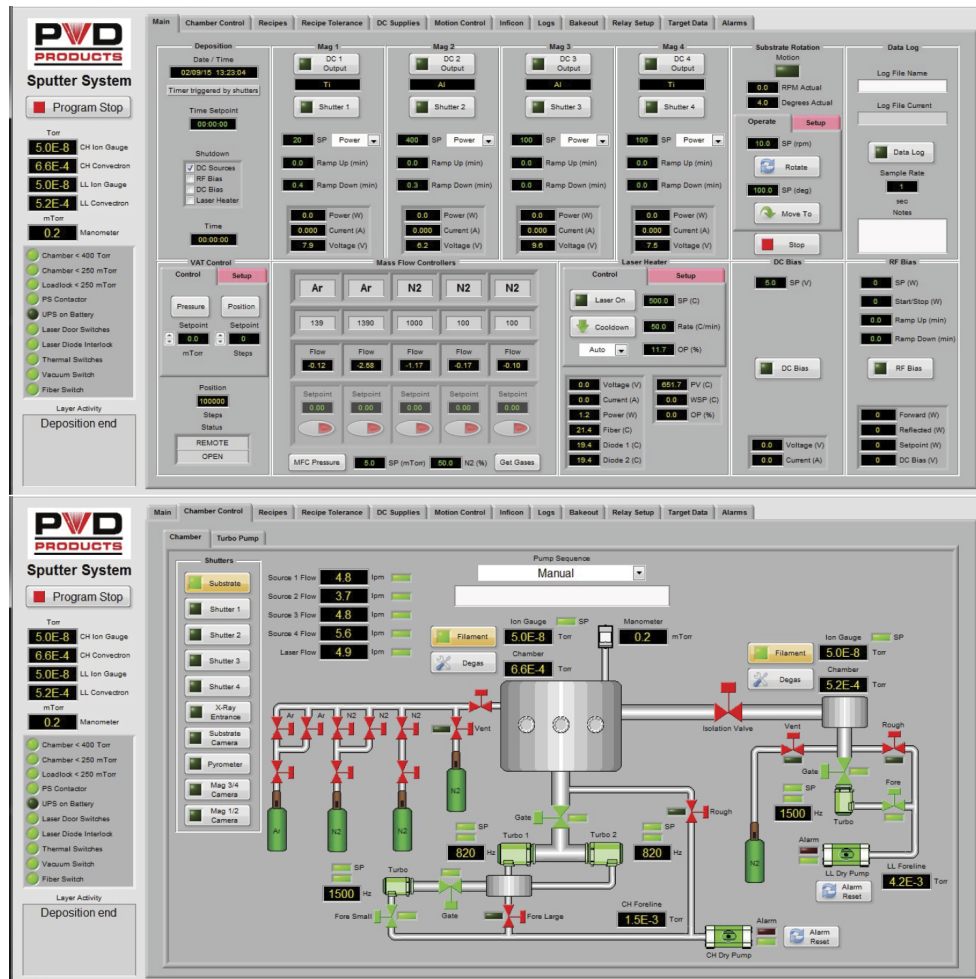 PVD
PRODUCTS
Sputter System
Program Stop
Torr
5.0E-8 CH Ion Gauge
6.6E-4 CH Convectron
5.0E-8 LL Ion Gauge
5.2E-4 LL Convectron
mTorr
0.2 Manometer
Chamber < 400 Torr
Chamber < 250 mTorr
Loadlock < 250 mTorr
PS Contactor
UPS on Battery
Laser Door Switches
Laser Diode Interlock
Thermal Switches
Vacuum Switch
Fiber Switch
Layer Activity
Deposition end
Main Chamber Control Recipes Recipe Tolerance DC Supplies Motion Control Inficon Logs Bakeout Relay Setup Target Data Alarms
Deposition
Date / Time
02/09/15 13:23:04
Timer triggered by shutters
Time Setpoint
00:00:00
Shutdown
DC Sources
RF Bias
DC Bias
Laser Heater
Time
00:00:00
Mag 1
DC 1
Output
Ti
Shutter 1
20 SP Power
0.0 Ramp Up (min)
0.4 Ramp Down (min)
0.0 Power (W)
0.000 Current (A)
7.9 Voltage (V)
Mag 2
DC 2
Output
Al
Shutter 2
400 SP Power
0.0 Ramp Up (min)
0.3 Ramp Down (min)
0.0 Power (W)
0.000 Current (A)
6.2 Voltage (V)
Mag 3
DC 3
Output
Al
Shutter 3
100 SP Power
0.0 Ramp Up (min)
0.0 Ramp Down (min)
0.0 Power (W)
0.000 Current (A)
9.6 Voltage (V)
Mag 4
DC 4
Output
Ti
Shutter 4
100 SP Power
0.0 Ramp Up (min)
0.0 Ramp Down (min)
0.0 Power (W)
0.000 Current (A)
7.5 Voltage (V)
Substrate Rotation
Motion
0.0 RPM Actual
4.0 Degrees Actual
Operate Setup
10.0 SP (rpm)
Rotate
100.0 SP (deg)
Move To
Stop
Data Log
Log File Name
Log File Current
Data Log
Sample Rate
1
sec
Notes
VAT Control
Control Setup
Pressure Position
Setpoint Setpoint
0.0 0
mTorr Steps
Position
100000
Steps
Status
REMOTE
OPEN
Mass Flow Controllers
Ar Ar N2 N2 N2
139 1390 1000 100 100
Flow Flow Flow Flow Flow
-0.12 -2.58 -1.17 -0.17 -0.10
Setpoint Setpoint Setpoint Setpoint Setpoint
0.00 0.00 0.00 0.00 0.00
MFC Pressure 5.0 SP (mTorr) 50.0 N2 (%) Get Gases
Laser Heater
Control Setup
Laser On 500.0 SP (C)
Cooldown 50.0 Rate (C/min)
Auto 11.7 OP (%)
0.0 Voltage (V) 651.7 PV (C)
0.0 Current (A) 0.0 WSP (C)
1.2 Power (W) 0.0 OP (%)
21.4 Fiber (C)
19.4 Diode 1 (C)
19.4 Diode 2 (C)
DC Bias
5.0 SP (V)
DC Bias
0.0 Voltage (V)
0.0 Current (A)
RF Bias
0 SP (W)
0 Start/Stop (W)
0.0 Ramp Up (min)
0.0 Ramp Down (min)
RF Bias
0 Forward (W)
0 Reflected (W)
0 Setpoint (W)
0 DC Bias (V)
PVD
PRODUCTS
Sputter System
Program Stop
Torr
5.0E-8 CH Ion Gauge
6.6E-4 CH Convectron
5.0E-8 LL Ion Gauge
5.2E-4 LL Convectron
mTorr
0.2 Manometer
Chamber < 400 Torr
Chamber < 250 mTorr
Loadlock < 250 mTorr
PS Contactor
UPS on Battery
Laser Door Switches
Laser Diode Interlock
Thermal Switches
Vacuum Switch
Fiber Switch
Layer Activity
Deposition end
Main Chamber Control Recipes Recipe Tolerance DC Supplies Motion Control Inficon Logs Bakeout Relay Setup Target Data Alarms
Chamber Turbo Pump
Shutters
Substrate
Shutter 1
Shutter 2
Shutter 3
Shutter 4
X-Ray
Entrance
Substrate
Camera
Pyrometer
Mag 3/4
Camera
Mag 1/2
Camera
Source 1 Flow 4.8 lpm
Source 2 Flow 3.7 lpm
Source 3 Flow 4.8 lpm
Source 4 Flow 5.6 lpm
Laser Flow 4.9 lpm
Pump Sequence
Manual
Filament
Degas
Ion Gauge SP
5.0E-8 Torr
Chamber
6.6E-4 Torr
Manometer
0.2 mTorr
Filament
Degas
Ion Gauge SP
5.0E-8 Torr
Chamber
5.2E-4 Torr
Ar Ar N2 N2 N2
Vent
Ar N2 N2 N2
Isolation Valve
Vent
Rough
Gate
Fore
SP
1500 Hz
Turbo
N2
Alarm
LL Dry Pump
Alarm
Reset
LL Foreline
4.2E-3 Torr
Gate
Rough
SP
820 Hz
Turbo 1
Turbo 2
SP
820 Hz
SP
1500 Hz
Turbo
Fore Small
Gate
Fore Large
CH Foreline
1.5E-3 Torr
Alarm
CH Dry Pump
Alarm
Reset